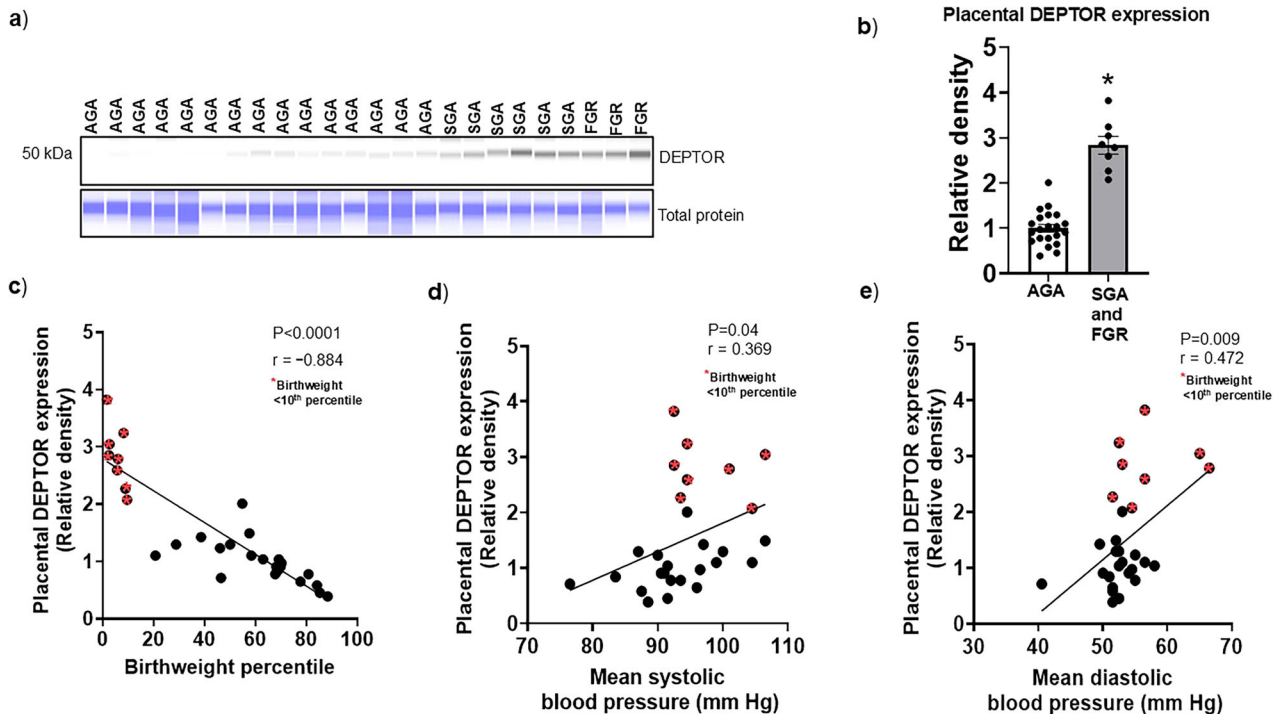 a)
AGA AGA AGA AGA AGA AGA AGA AGA AGA AGA AGA AGA AGA AGA AGA SGA SGA SGA SGA SGA SGA FGR FGR FGR
50 kDa
DEPTOR
Total protein
b)
Placental DEPTOR expression
Relative density
5
4
3
2
1
0
*
AGA
SGA
and
FGR
c)
Placental DEPTOR expression
(Relative density)
5
4
3
2
1
0
P<0.0001
r = −0.884
*Birthweight
<10th percentile
0 20 40 60 80 100
Birthweight percentile
d)
Placental DEPTOR expression
(Relative density)
5
4
3
2
1
0
P=0.04
r = 0.369
*Birthweight
<10th percentile
70 80 90 100 110
Mean systolic
blood pressure (mm Hg)
e)
Placental DEPTOR expression
(Relative density)
5
4
3
2
1
0
P=0.009
r = 0.472
*Birthweight
<10th percentile
30 40 50 60 70
Mean diastolic
blood pressure (mm Hg)